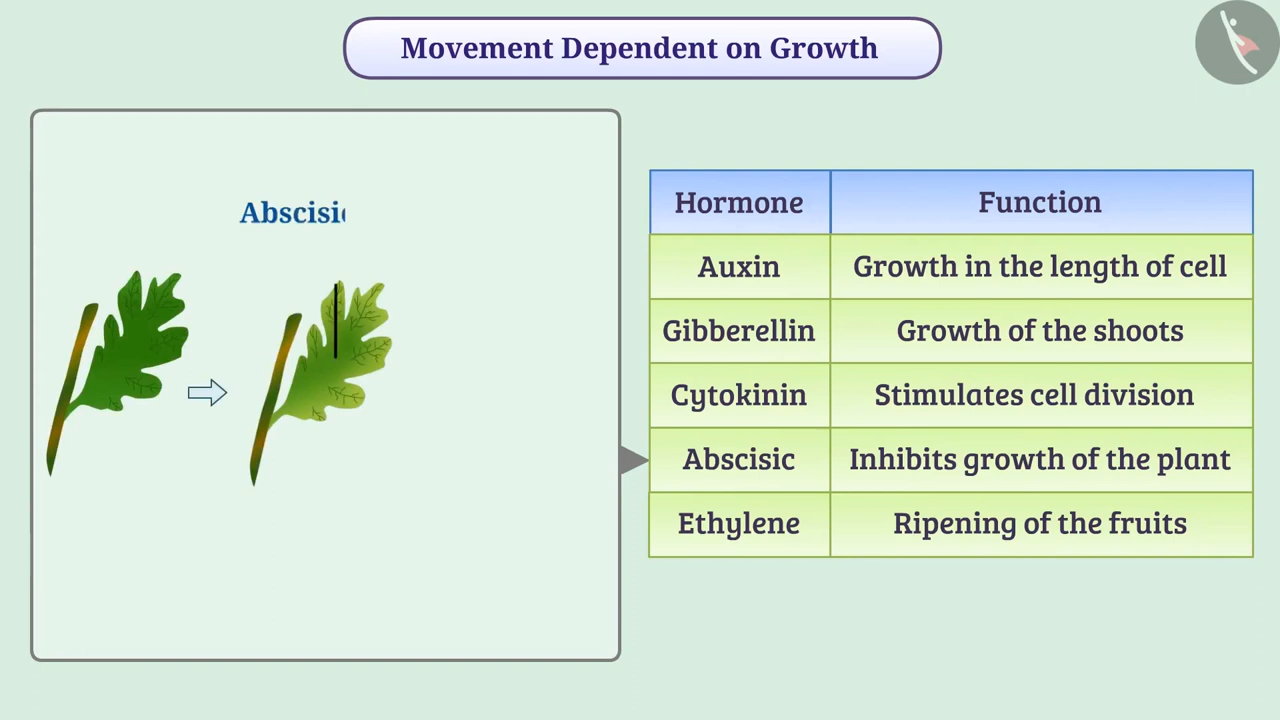 Movement Dependent on Growth
Hormone Function
Auxin Growth in the length of cell
Gibberellin Growth of the shoots
Cytokinin Stimulates cell division
Abscisic Inhibits growth of the plant
Ethylene Ripening of the fruits